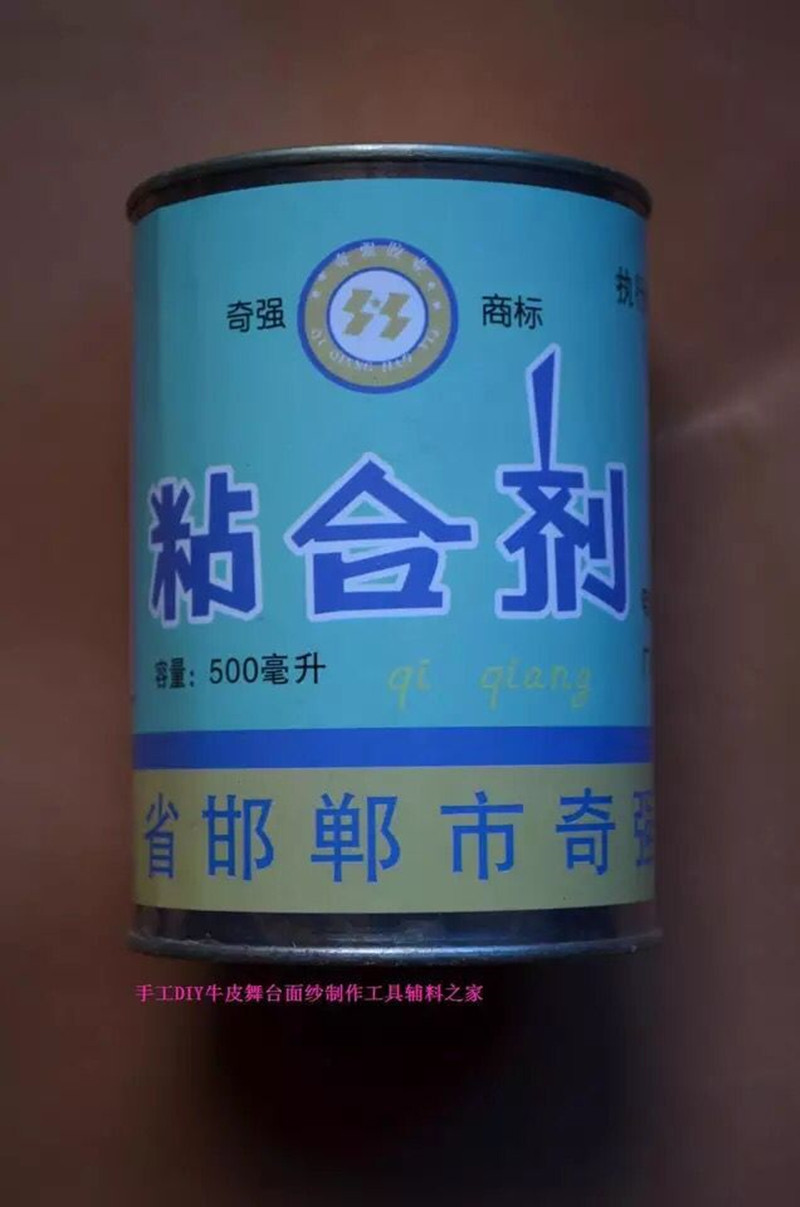 奇强 商标
执
粘合剂
容量：500毫升
qi qiang
省邯郸市奇强
手工DIY牛皮舞台面纱制作工具辅料之家